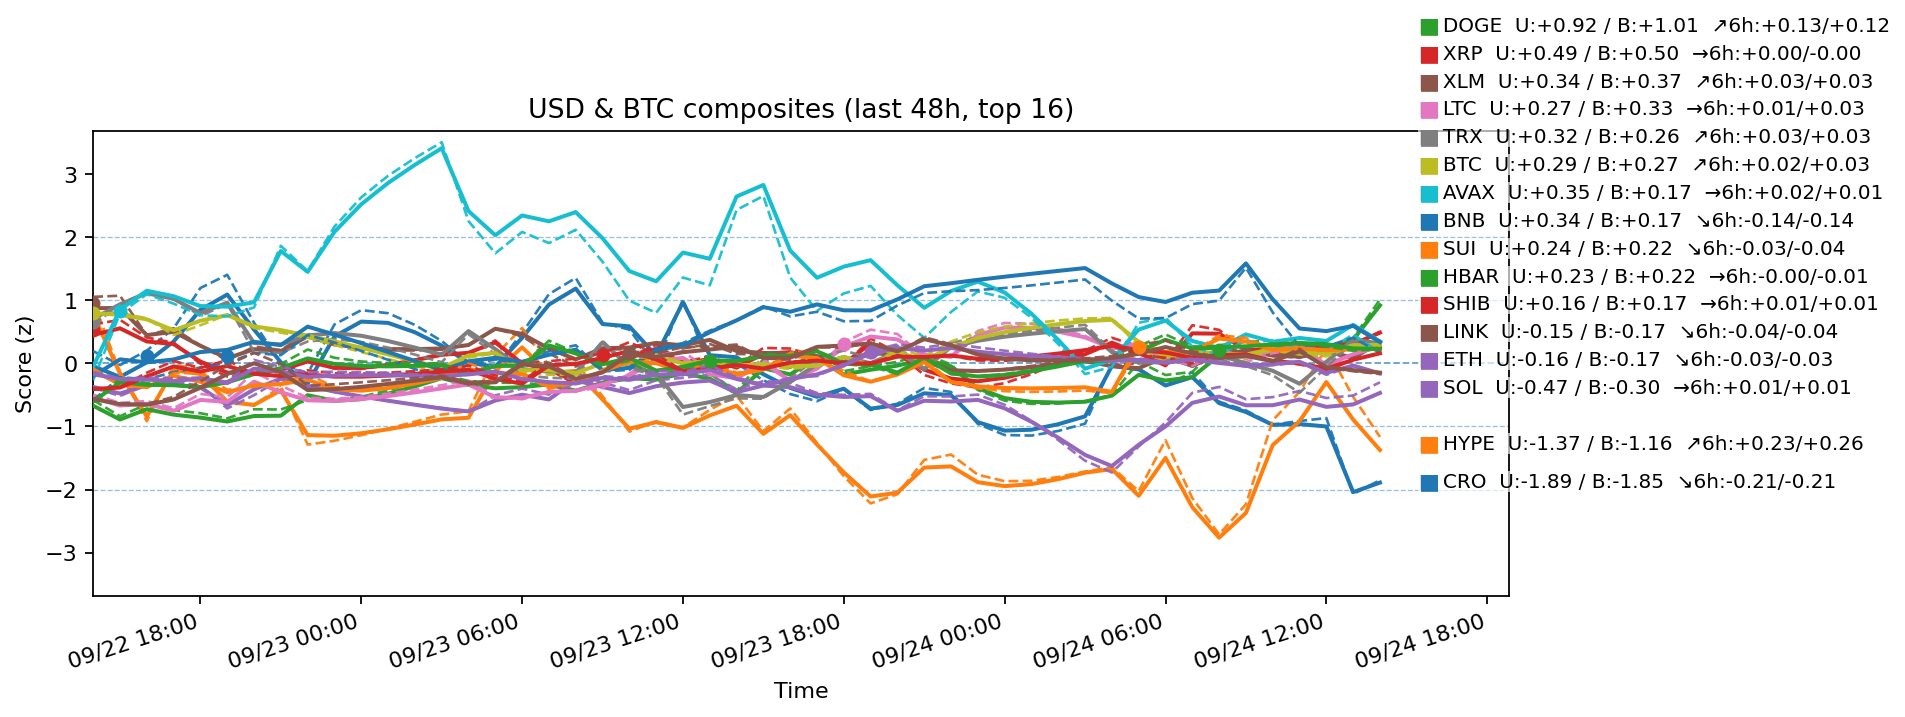 USD & BTC composites (last 48h, top 16)
DOGE U:+0.92 / B:+1.01 ↗6h:+0.13/+0.12
XRP U:+0.49 / B:+0.50 →6h:+0.00/-0.00
XLM U:+0.34 / B:+0.37 ↗6h:+0.03/+0.03
LTC U:+0.27 / B:+0.33 →6h:+0.01/+0.03
TRX U:+0.32 / B:+0.26 ↗6h:+0.03/+0.03
BTC U:+0.29 / B:+0.27 ↗6h:+0.02/+0.03
AVAX U:+0.35 / B:+0.17 →6h:+0.02/+0.01
BNB U:+0.34 / B:+0.17 ↘6h:-0.14/-0.14
SUI U:+0.24 / B:+0.22 ↘6h:-0.03/-0.04
HBAR U:+0.23 / B:+0.22 →6h:-0.00/-0.01
SHIB U:+0.16 / B:+0.17 →6h:+0.01/+0.01
LINK U:-0.15 / B:-0.17 ↘6h:-0.04/-0.04
ETH U:-0.16 / B:-0.17 ↘6h:-0.03/-0.03
SOL U:-0.47 / B:-0.30 →6h:+0.01/+0.01
HYPE U:-1.37 / B:-1.16 ↗6h:+0.23/+0.26
CRO U:-1.89 / B:-1.85 ↘6h:-0.21/-0.21
Score (z)
3
2
1
0
−1
−2
−3
09/22 18:00
09/23 00:00
09/23 06:00
09/23 12:00
09/23 18:00
09/24 00:00
09/24 06:00
09/24 12:00
09/24 18:00
Time